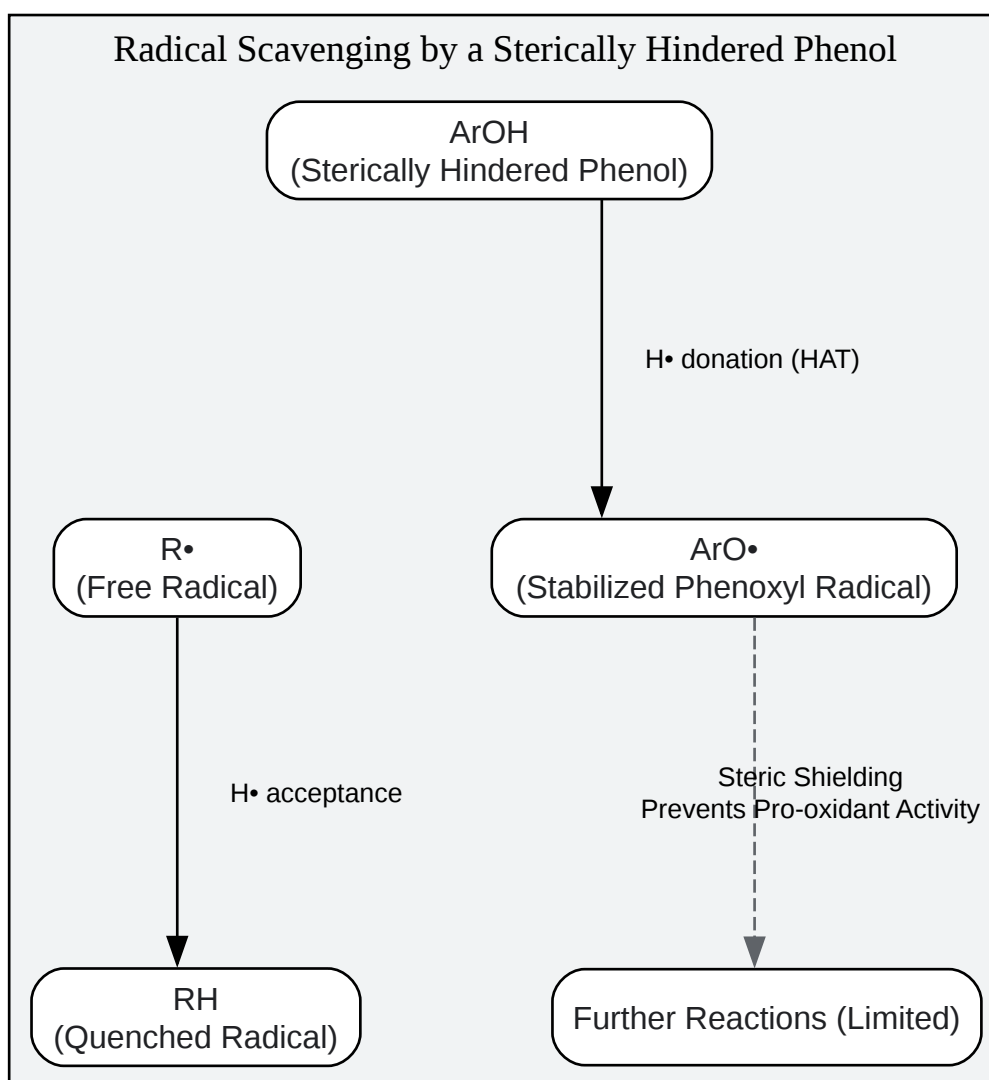 Radical Scavenging by a Sterically Hindered Phenol
ArOH
(Sterically Hindered Phenol)
H• donation (HAT)
R•
(Free Radical)
ArO•
(Stabilized Phenoxyl Radical)
H• acceptance
Steric Shielding
Prevents Pro-oxidant Activity
RH
(Quenched Radical)
Further Reactions (Limited)